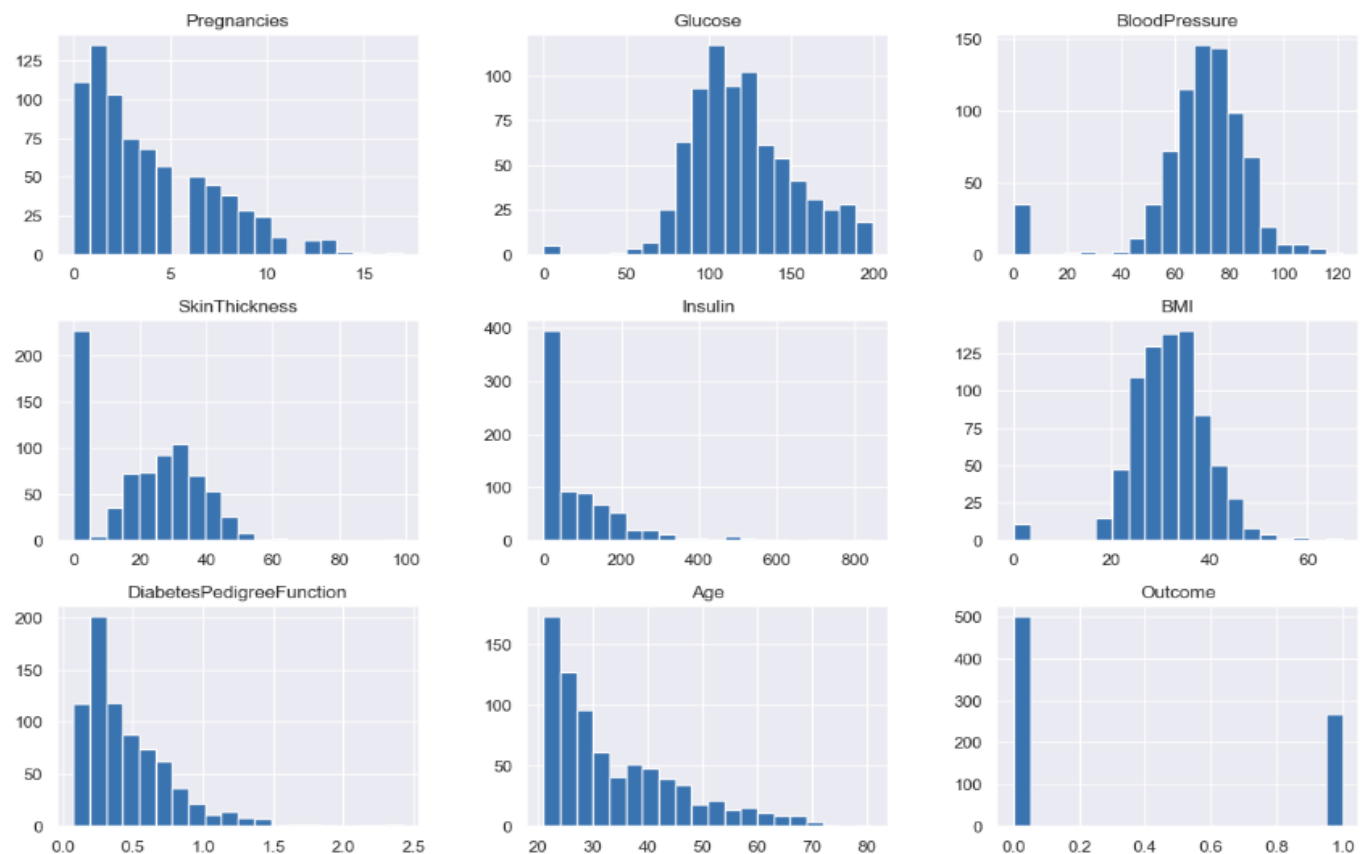 Pregnancies
125
100
75
50
25
0
0 5 10 15
Glucose
100
75
50
25
0
0 50 100 150 200
BloodPressure
150
100
50
0
0 20 40 60 80 100 120
SkinThickness
200
150
100
50
0
0 20 40 60 80 100
Insulin
400
300
200
100
0
0 200 400 600 800
BMI
125
100
75
50
25
0
0 20 40 60
DiabetesPedigreeFunction
200
150
100
50
0
0.0 0.5 1.0 1.5 2.0 2.5
Age
150
100
50
0
20 30 40 50 60 70 80
Outcome
500
400
300
200
100
0
0.0 0.2 0.4 0.6 0.8 1.0